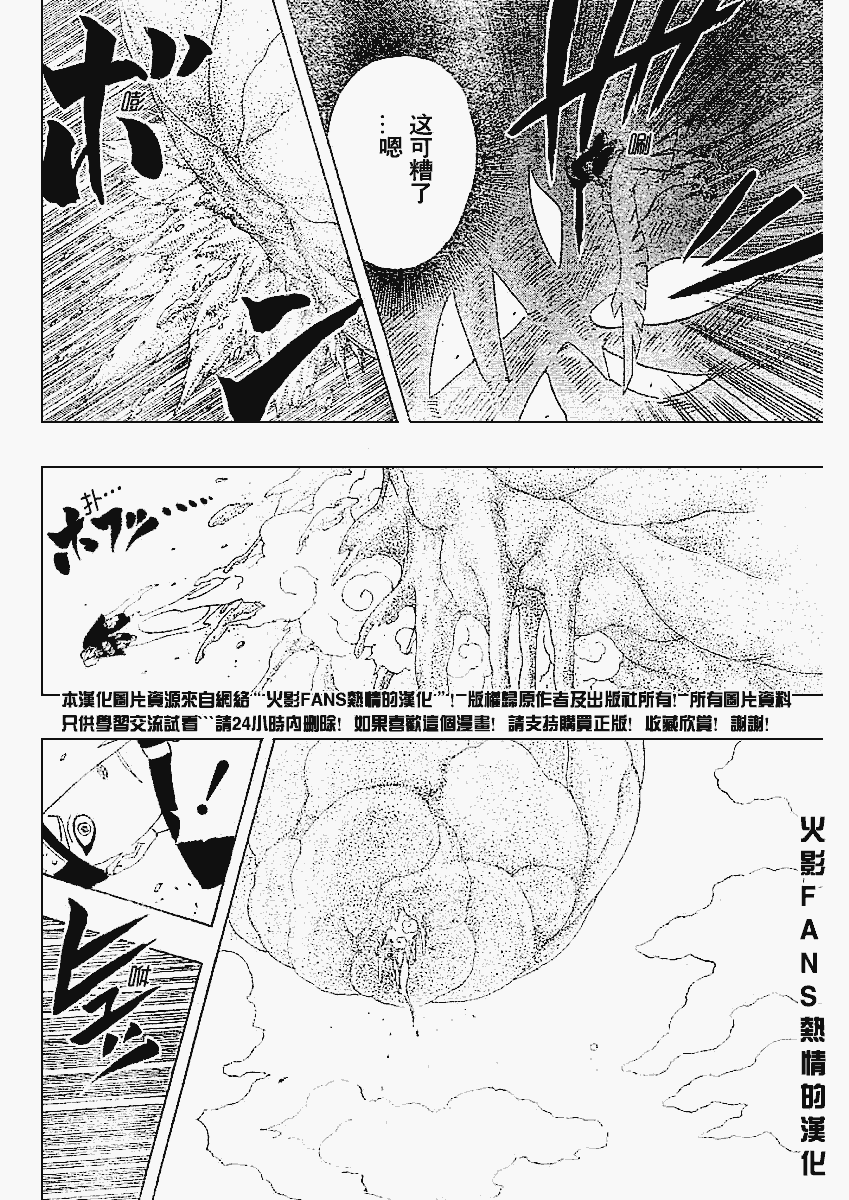 唰
这可糟了
…嗯
嘭
ボン
扑…
ボフッ……
本漢化圖片資源來自網絡""火影FANS熱情的漢化""! 版權歸原作者及出版社所有! 所有圖片資料
只供學習交流試看```請24小時內刪除! 如果喜歡這個漫畫! 請支持購買正版! 收藏欣賞! 謝謝!
!
ヒュッ
火影FANS熱情的漢化